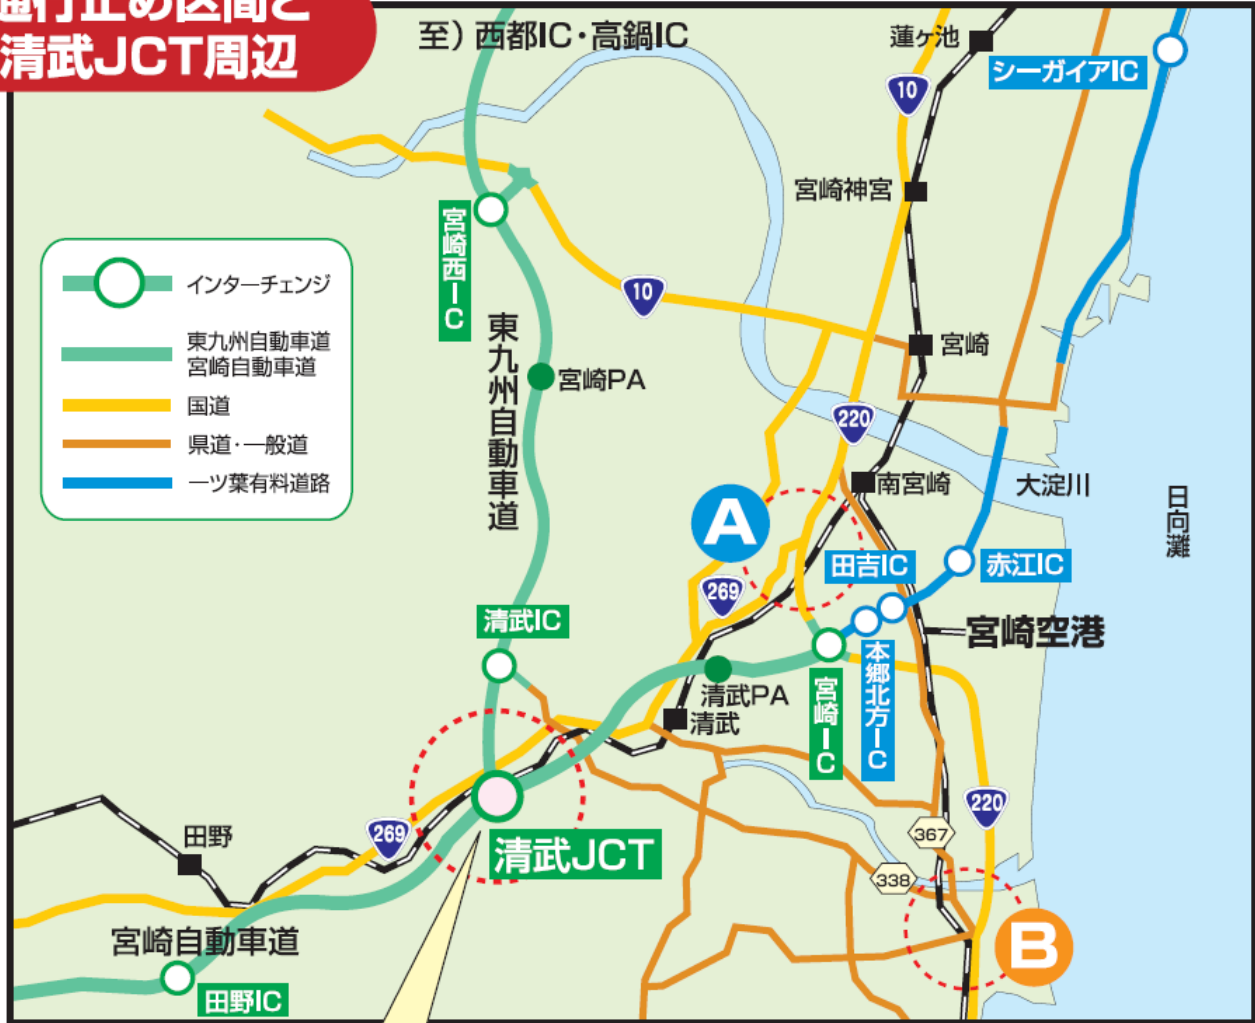 通行止め区間と
清武JCT周辺
至）西都IC・高鍋IC
蓮ヶ池
シーガイアIC
10
宮崎神宮
宮崎西IC
インターチェンジ
東九州自動車道
宮崎自動車道
国道
県道・一般道
一ツ葉有料道路
10
東九州自動車道
宮崎PA
宮崎
220
南宮崎
大淀川
日向灘
A
田吉IC
赤江IC
269
清武IC
宮崎空港
本郷北方IC
清武PA
清武
宮崎IC
220
清武JCT
269
田野
367
338
宮崎自動車道
B
田野IC